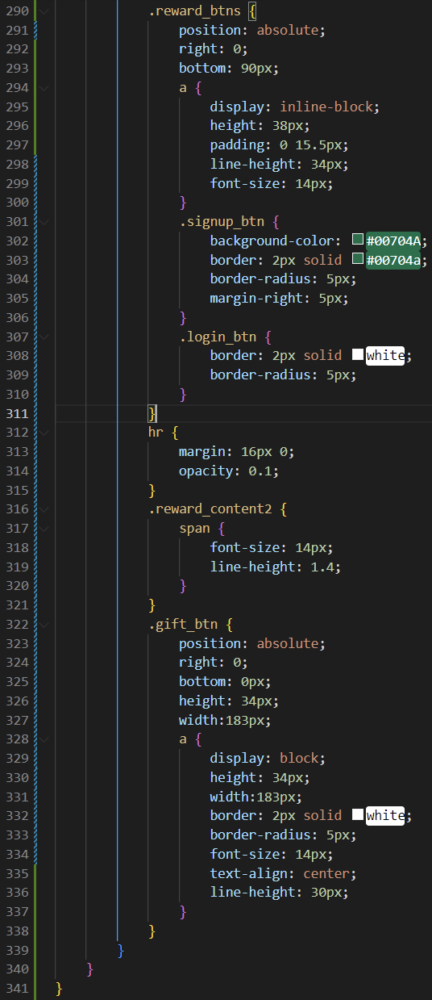 290 .reward_btns {
291 position: absolute;
292 right: 0;
293 bottom: 90px;
294 a {
295 display: inline-block;
296 height: 38px;
297 padding: 0 15.5px;
298 line-height: 34px;
299 font-size: 14px;
300 }
301 .signup_btn {
302 background-color: #00704A;
303 border: 2px solid #00704a;
304 border-radius: 5px;
305 margin-right: 5px;
306 }
307 .login_btn {
308 border: 2px solid white;
309 border-radius: 5px;
310 }
311 }
312 hr {
313 margin: 16px 0;
314 opacity: 0.1;
315 }
316 .reward_content2 {
317 span {
318 font-size: 14px;
319 line-height: 1.4;
320 }
321 }
322 .gift_btn {
323 position: absolute;
324 right: 0;
325 bottom: 0px;
326 height: 34px;
327 width:183px;
328 a {
329 display: block;
330 height: 34px;
331 width:183px;
332 border: 2px solid white;
333 border-radius: 5px;
334 font-size: 14px;
335 text-align: center;
336 line-height: 30px;
337 }
338 }
339 }
340 }
341 }